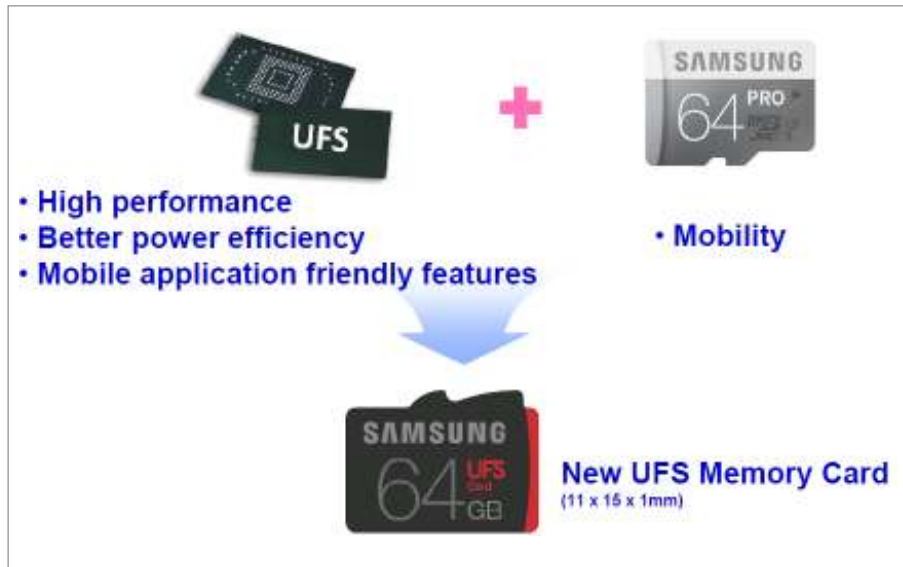 UFS
SAMSUNG
64 PRO
• High performance
• Better power efficiency
• Mobile application friendly features
• Mobility
SAMSUNG
64 UFS
Card
GB
New UFS Memory Card
(11 x 15 x 1mm)